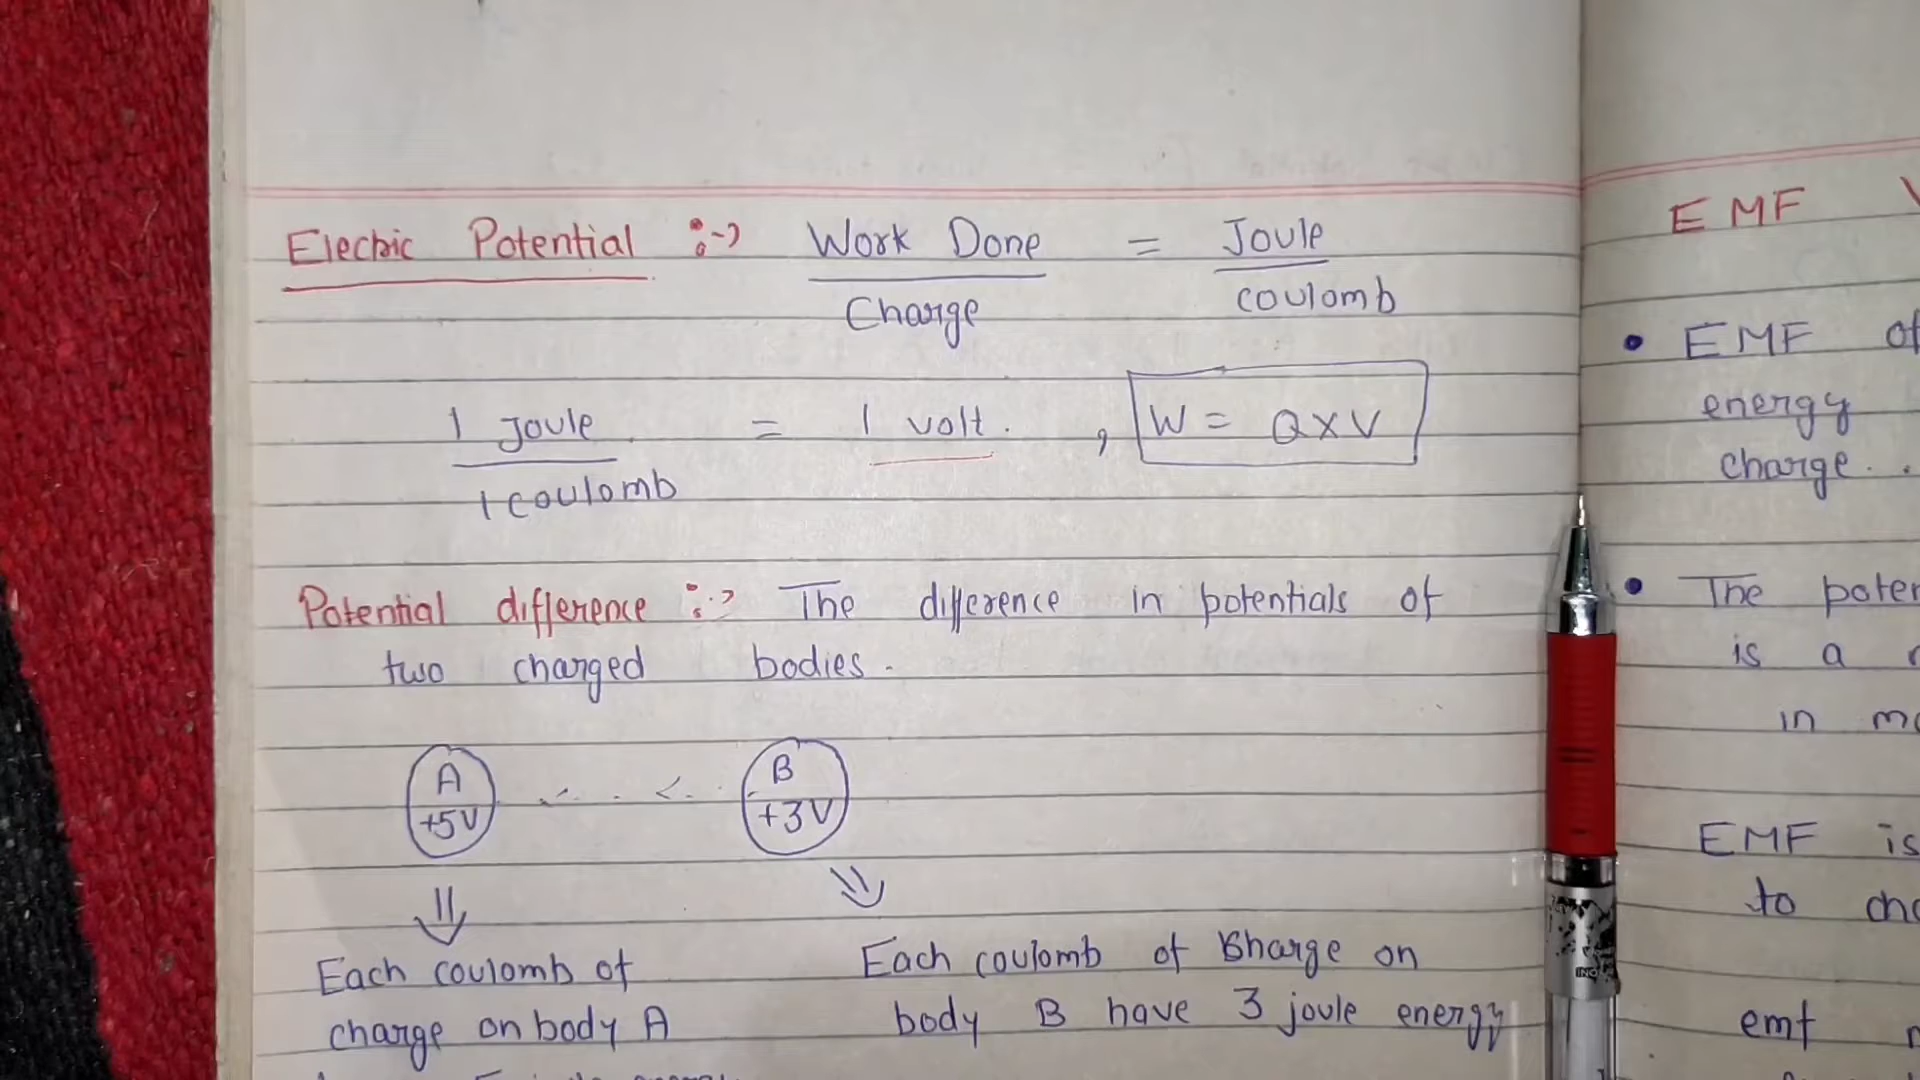 Electric Potential :-> Work Done = Joule
Charge coulomb
1 Joule = 1 volt. , W = Q x V
1 coulomb
Potential difference :-> The difference in potentials of
two charged bodies.
A B
+5V +3V
Each coulomb of
charge on body A
Each coulomb of charge on
body B have 3 joule energy
EMF
• EMF of
energy
charge.
• The
is a
in
EMF is
to
emf